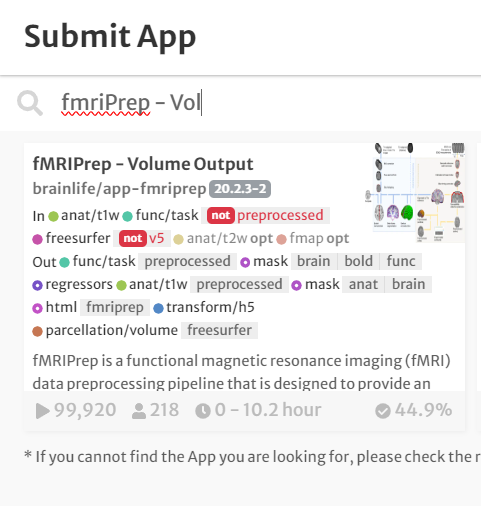 Submit App
fmriPrep - Vol
fMRIPrep - Volume Output
brainlife/app-fmriprep 20.2.3-2
In anat/t1w func/task not preprocessed
freesurfer not v5 anat/t2w opt fmap opt
Out func/task preprocessed mask brain bold func
regressors anat/t1w preprocessed mask anat brain
html fmriprep transform/h5
parcellation/volume freesurfer
fMRIPrep is a functional magnetic resonance imaging (fMRI)
data preprocessing pipeline that is designed to provide an
99,920 218 0 - 10.2 hour 44.9%
* If you cannot find the App you are looking for, please check the r